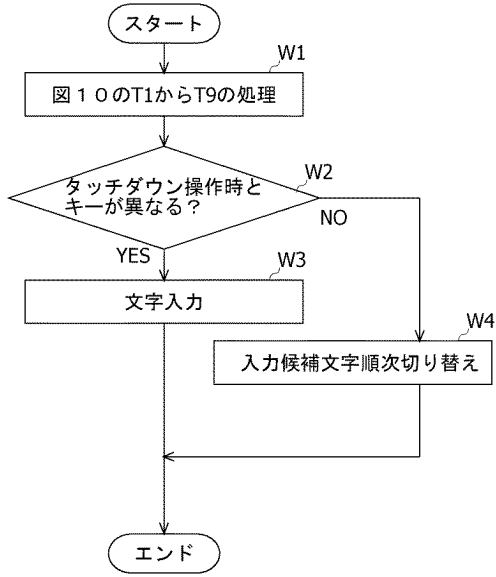 スタート
W1
図１０のT1からT9の処理
W2
タッチダウン操作時と
キーが異なる？
NO
YES
W3
文字入力
W4
入力候補文字順次切り替え
エンド